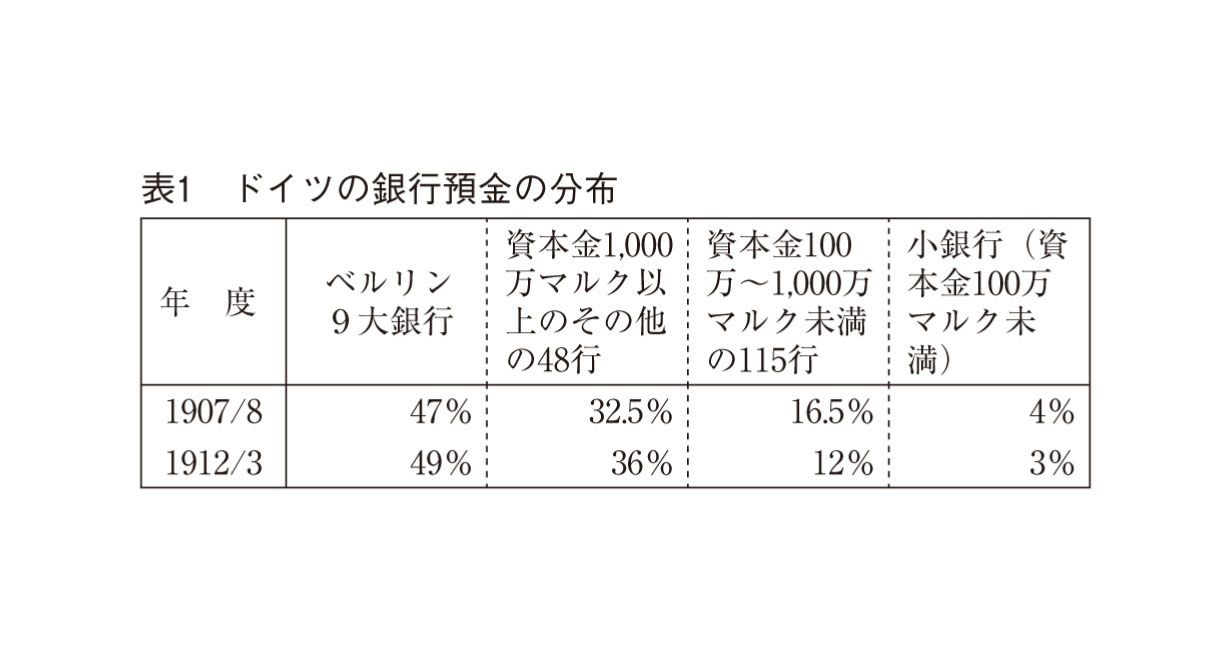 表1　ドイツの銀行預金の分布
年　度
ベルリン
９大銀行
資本金1,000
万マルク以
上のその他
の48行
資本金100
万～1,000万
マルク未満
の115行
小銀行（資
本金100万
マルク未
満）
1907/8 47% 32.5% 16.5% 4%
1912/3 49% 36% 12% 3%